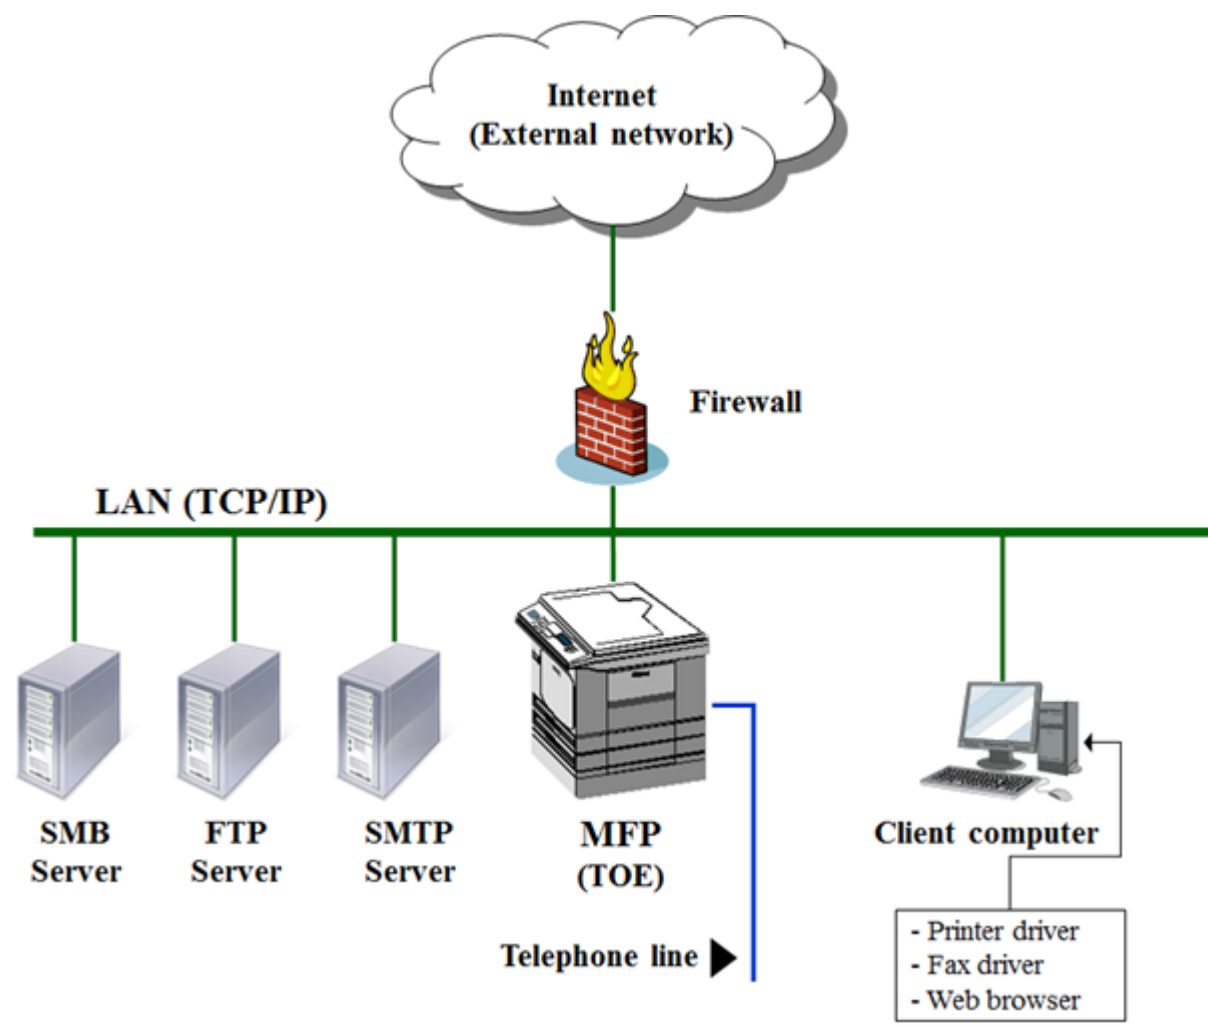 Internet
(External network)
Firewall
LAN (TCP/IP)
SMB
Server
FTP
Server
SMTP
Server
MFP
(TOE)
Client computer
Telephone line
- Printer driver
- Fax driver
- Web browser